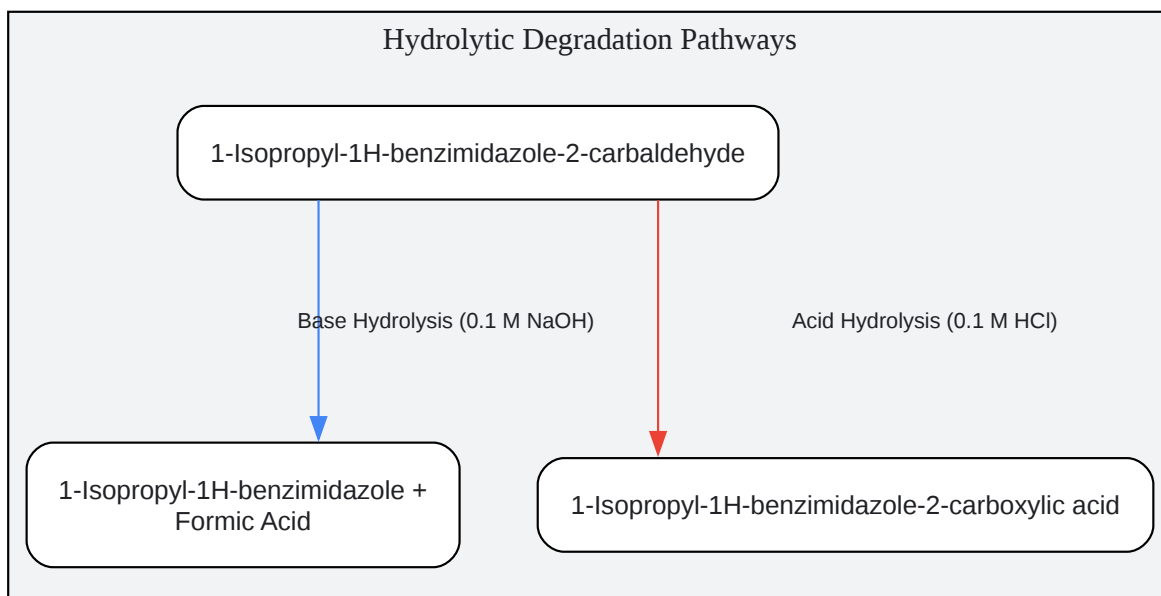 Hydrolytic Degradation Pathways
1-Isopropyl-1H-benzimidazole-2-carbaldehyde
Base Hydrolysis (0.1 M NaOH)
Acid Hydrolysis (0.1 M HCl)
1-Isopropyl-1H-benzimidazole +
Formic Acid
1-Isopropyl-1H-benzimidazole-2-carboxylic acid